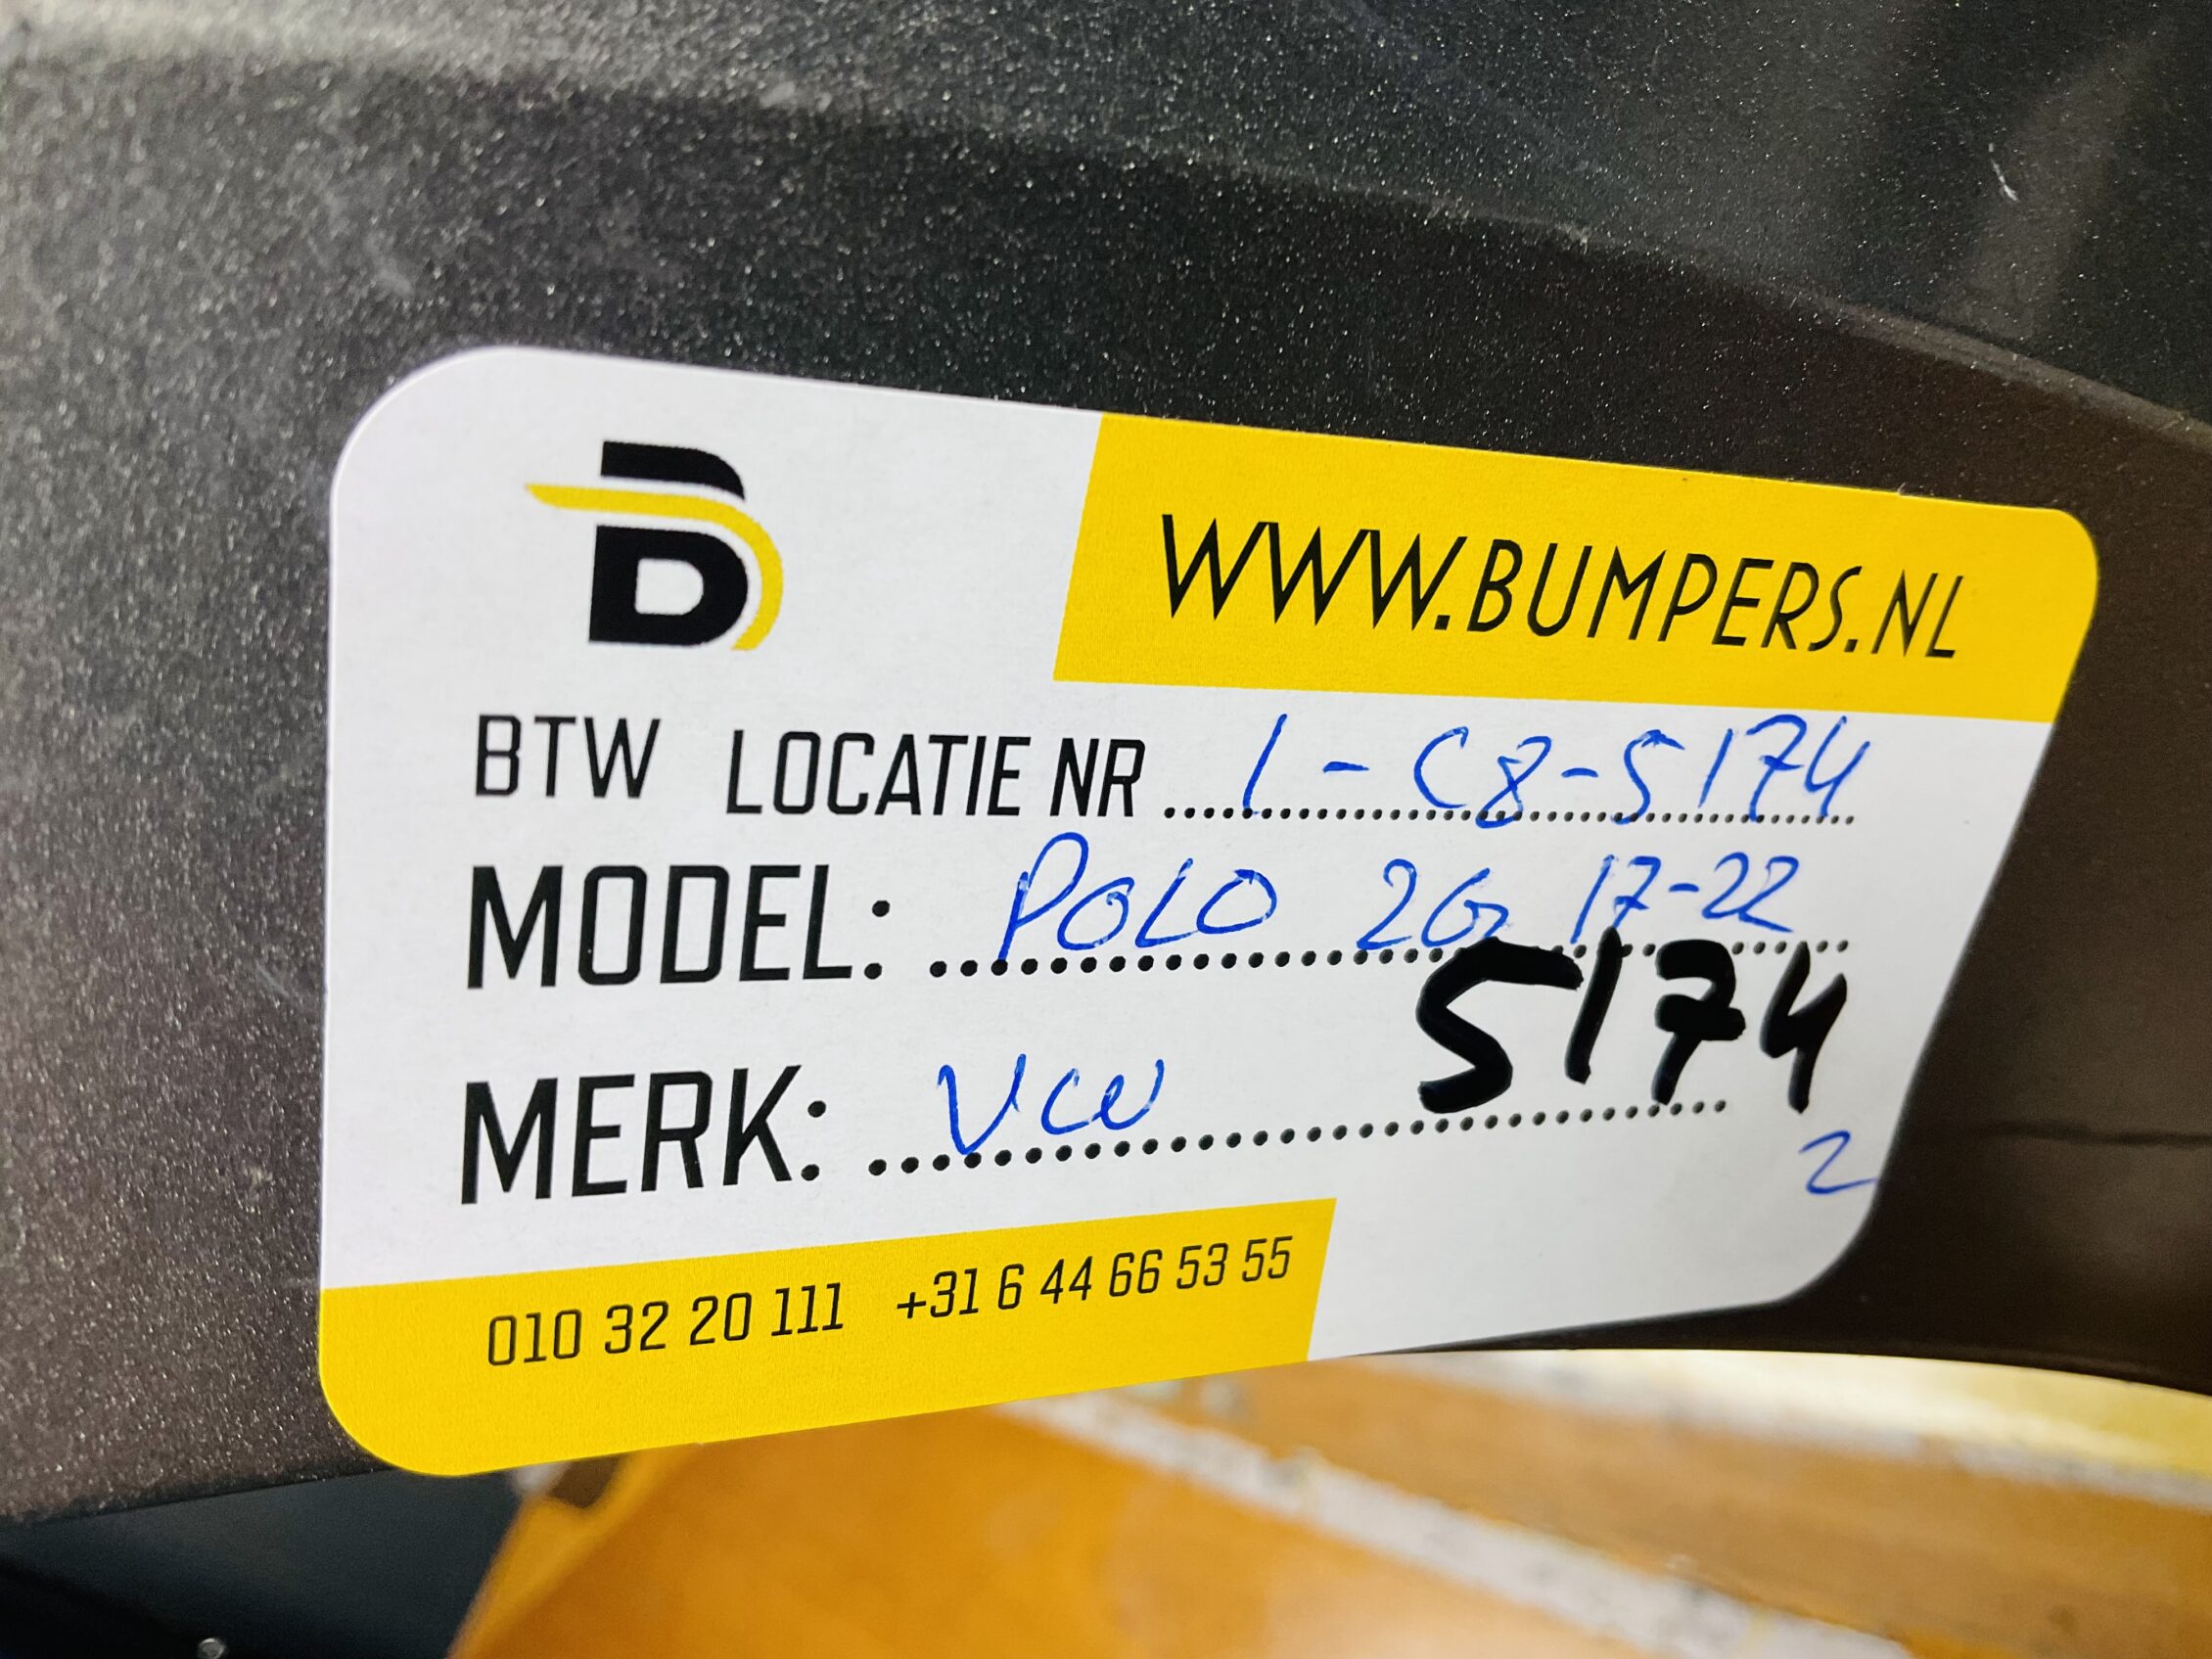 B
WWW.BUMPERS.NL
BTW LOCATIE NR 1-C8-5174
MODEL: POLO 2G 17-22
5174
MERK: VW
2
010 32 20 111 +31 6 44 66 53 55